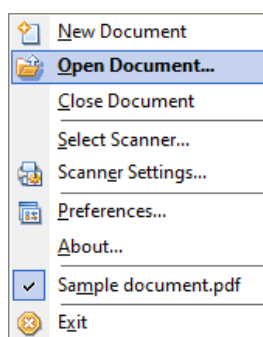 New Document
Open Document...
Close Document
Select Scanner...
Scanner Settings...
Preferences...
About...
Sample document.pdf
Exit